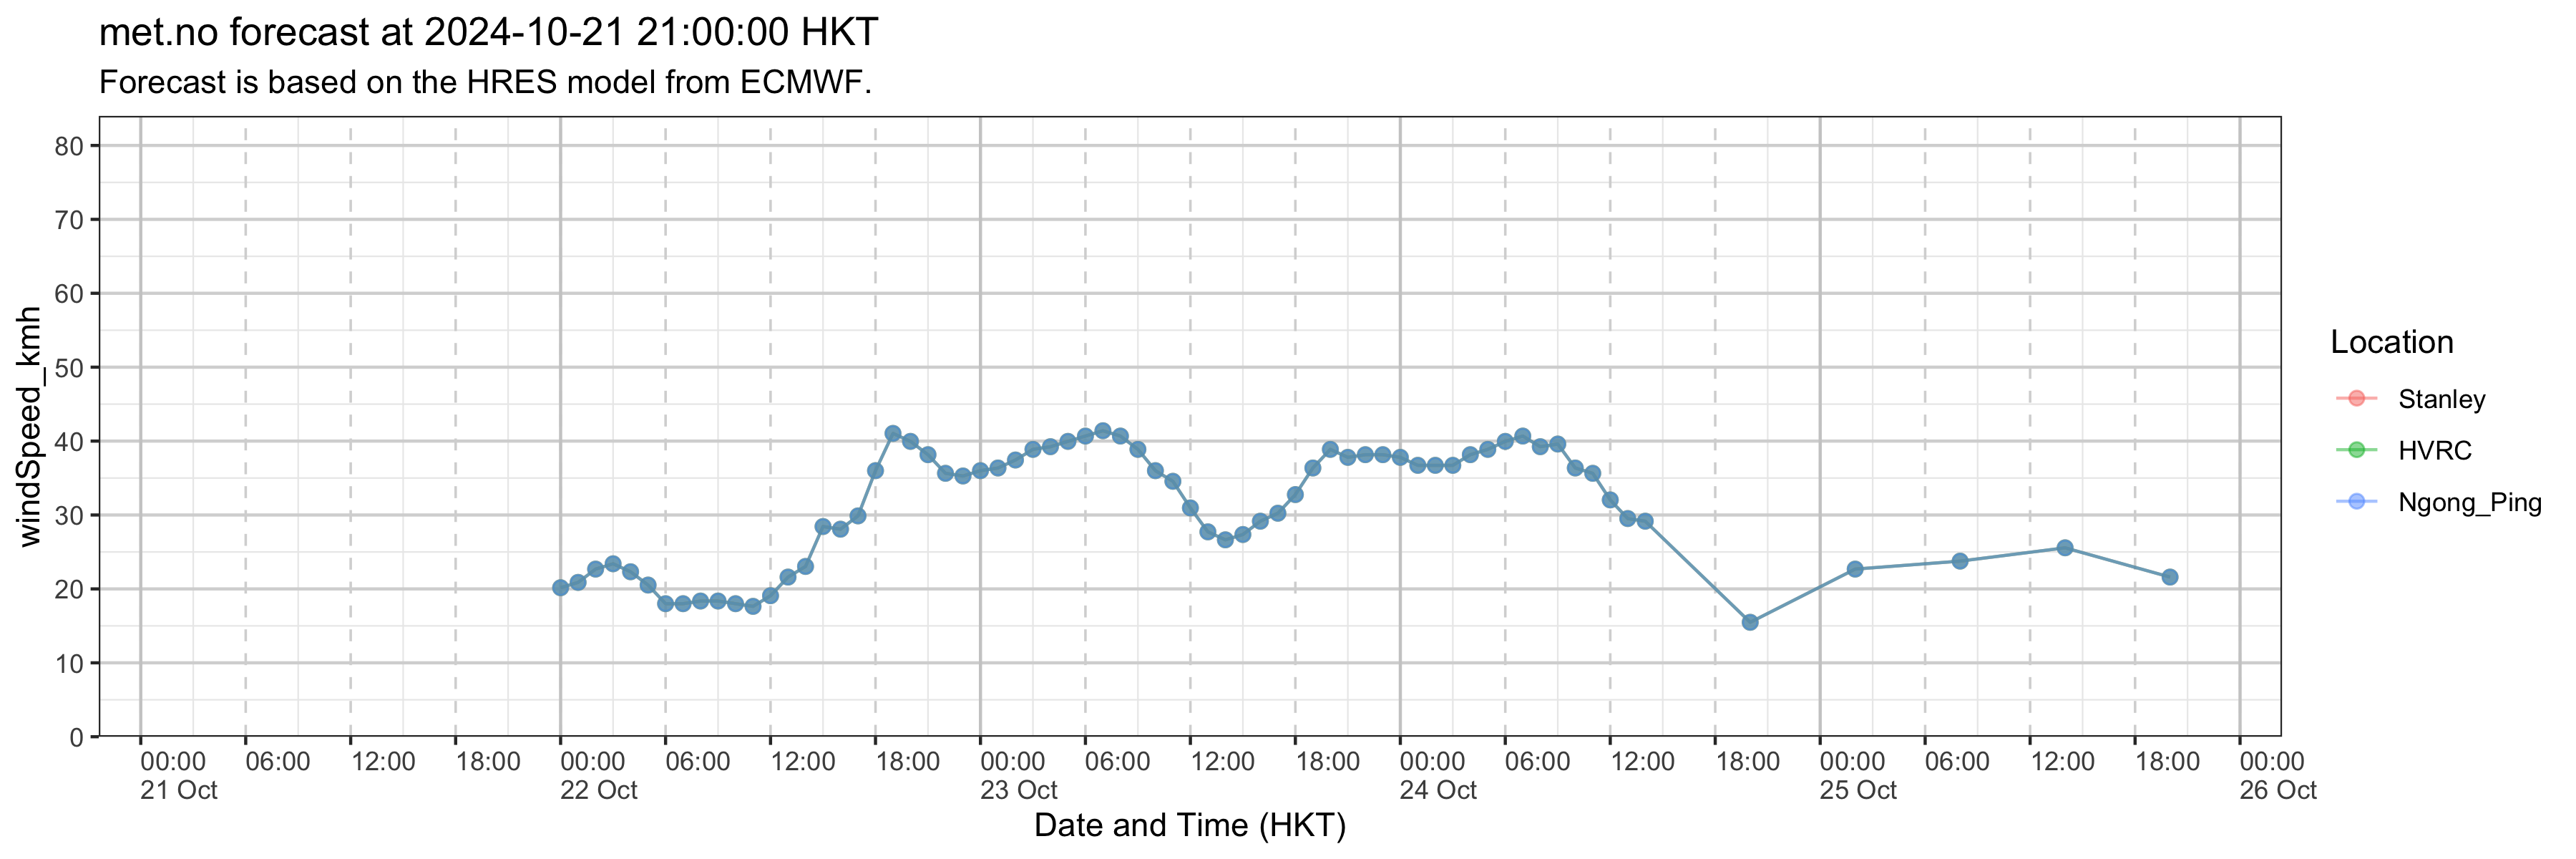 met.no forecast at 2024-10-21 21:00:00 HKT
Forecast is based on the HRES model from ECMWF.
windSpeed_kmh
80
70
60
50
40
30
20
10
0
00:00 06:00 12:00 18:00 00:00 06:00 12:00 18:00 00:00 06:00 12:00 18:00 00:00 06:00 12:00 18:00 00:00 06:00 12:00 18:00 00:00
21 Oct 22 Oct 23 Oct 24 Oct 25 Oct 26 Oct
Date and Time (HKT)
Location
Stanley
HVRC
Ngong_Ping